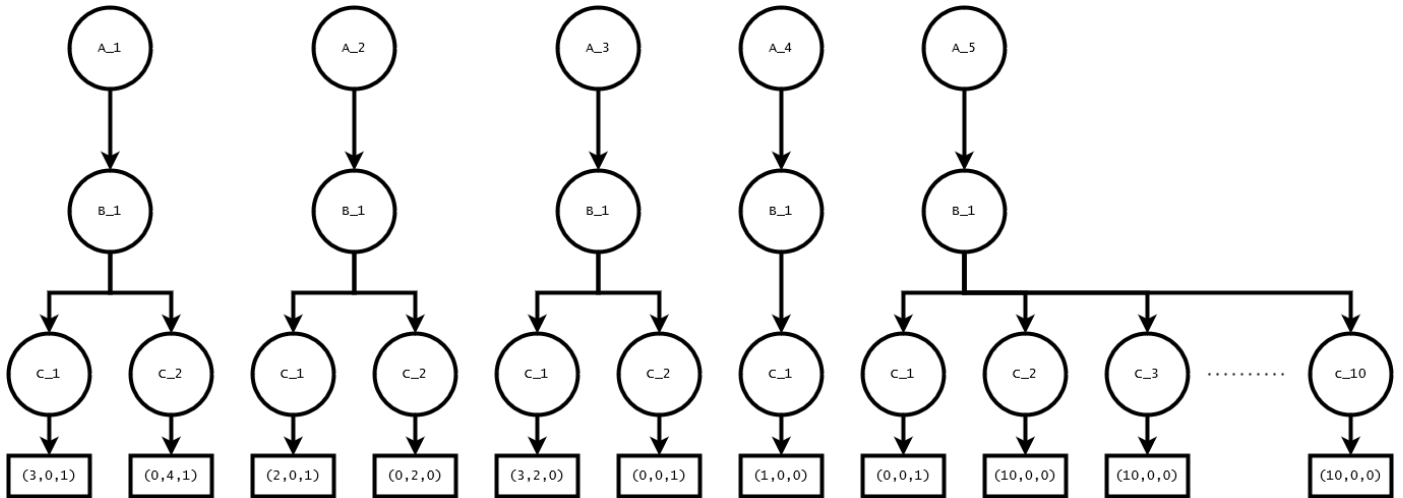 A_1 A_2 A_3 A_4 A_5
B_1 B_1 B_1 B_1 B_1
C_1 C_2 C_1 C_2 C_1 C_2 C_1 C_1 C_2 C_3 .......... C_10
(3,0,1) (0,4,1) (2,0,1) (0,2,0) (3,2,0) (0,0,1) (1,0,0) (0,0,1) (10,0,0) (10,0,0) (10,0,0)